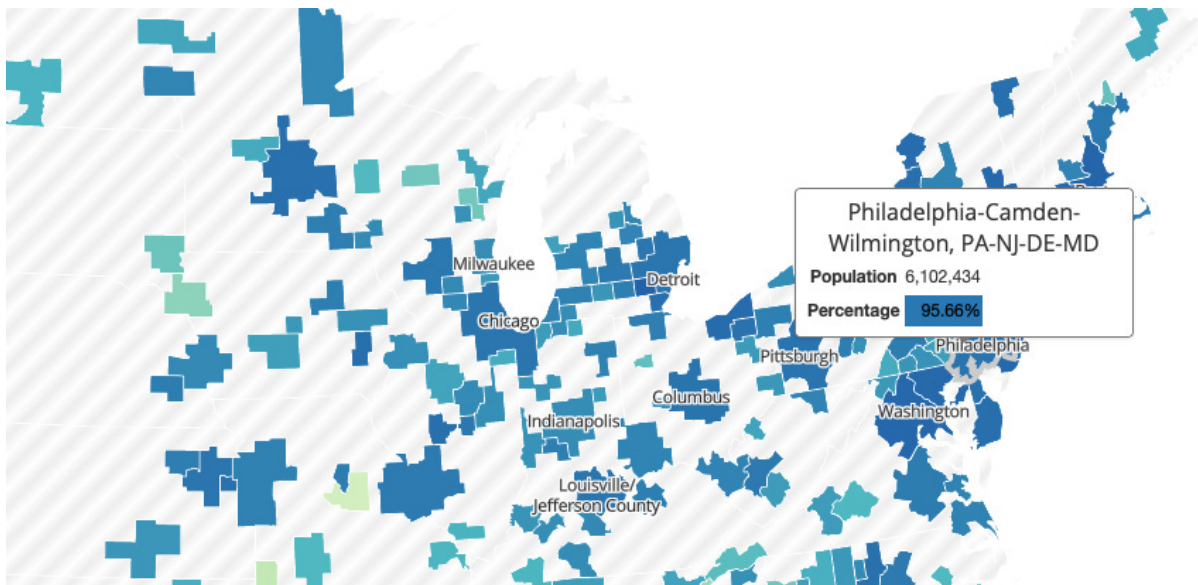 Philadelphia-Camden-
Wilmington, PA-NJ-DE-MD
Population 6,102,434
Percentage 95.66%
Milwaukee
Detroit
Chicago
Philadelphia
Pittsburgh
Columbus
Washington
Indianapolis
Louisville/
Jefferson County